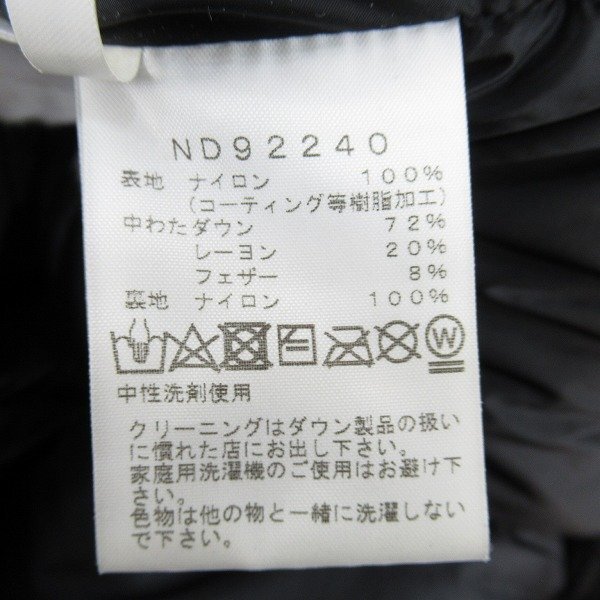 ND92240
表地 ナイロン 100%
(コーティング等樹脂加工)
中わた ダウン 72%
レーヨン 20%
フェザー 8%
裏地 ナイロン 100%
W
中性洗剤使用
クリーニングはダウン製品の扱い
に慣れた店にお出し下さい。
家庭用洗濯機のご使用はお避け下
さい。
色物は他の物と一緒に洗濯しない
で下さい。